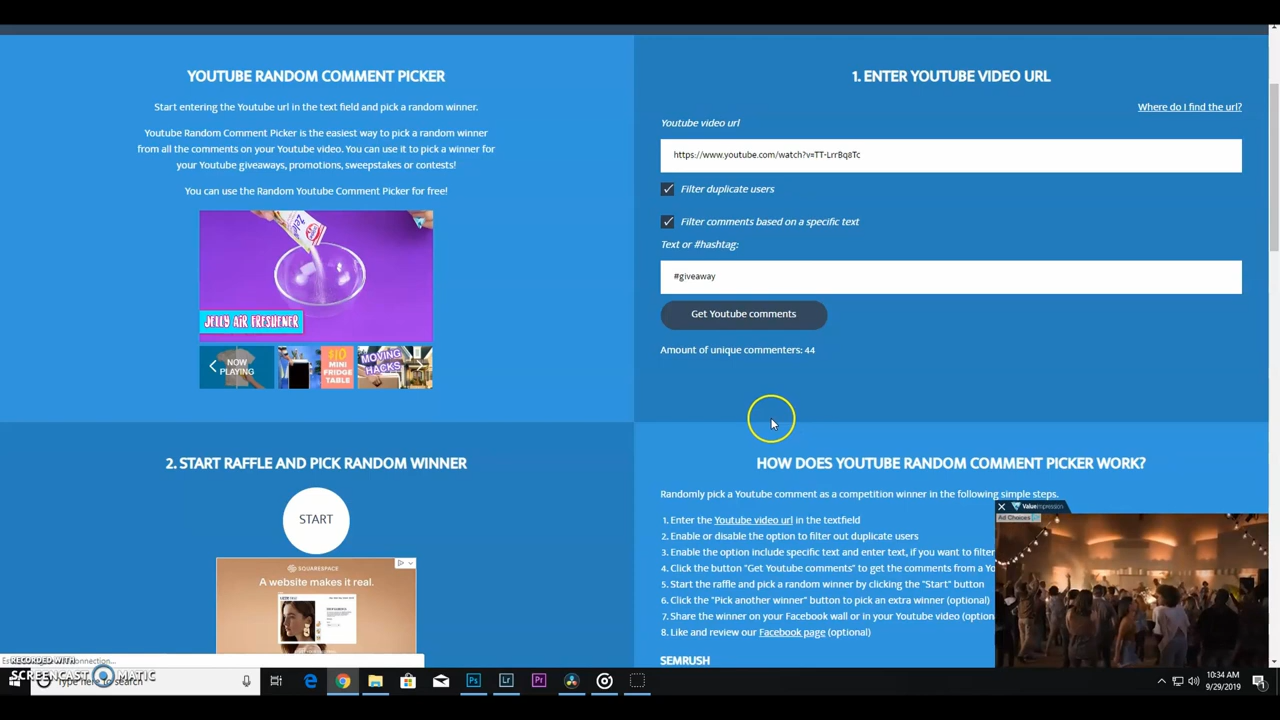 YOUTUBE RANDOM COMMENT PICKER
Start entering the Youtube url in the text field and pick a random winner.
Youtube Random Comment Picker is the easiest way to pick a random winner
from all the comments on your Youtube video. You can use it to pick a winner for
your Youtube giveaways, promotions, sweepstakes or contests!
You can use the Random Youtube Comment Picker for free!
JELLY AIR FRESHENER
NOW
PLAYING
$10
MINI
FRIDGE
TABLE
MOVING
HACKS
1. ENTER YOUTUBE VIDEO URL
Where do I find the url?
Youtube video url
https://www.youtube.com/watch?v=TT-LrrBq8Tc
Filter duplicate users
Filter comments based on a specific text
Text or #hashtag:
#giveaway
Get Youtube comments
Amount of unique commenters: 44
2. START RAFFLE AND PICK RANDOM WINNER
START
SQUARESPACE
A website makes it real.
HOW DOES YOUTUBE RANDOM COMMENT PICKER WORK?
Randomly pick a Youtube comment as a competition winner in the following simple steps.
1. Enter the Youtube video url in the textfield
2. Enable or disable the option to filter out duplicate users
3. Enable the option include specific text and enter text, if you want to filter
4. Click the button "Get Youtube comments" to get the comments from a Yo
5. Start the raffle and pick a random winner by clicking the "Start" button
6. Click the "Pick another winner" button to pick an extra winner (optional)
7. Share the winner on your Facebook wall or in your Youtube video (option
8. Like and review our Facebook page (optional)
SEMRUSH
ValueImpression
Ad Choices
RECORDED WITH
SCREENCAST MATIC
connection...
Type here to search
10:34 AM
9/29/2019